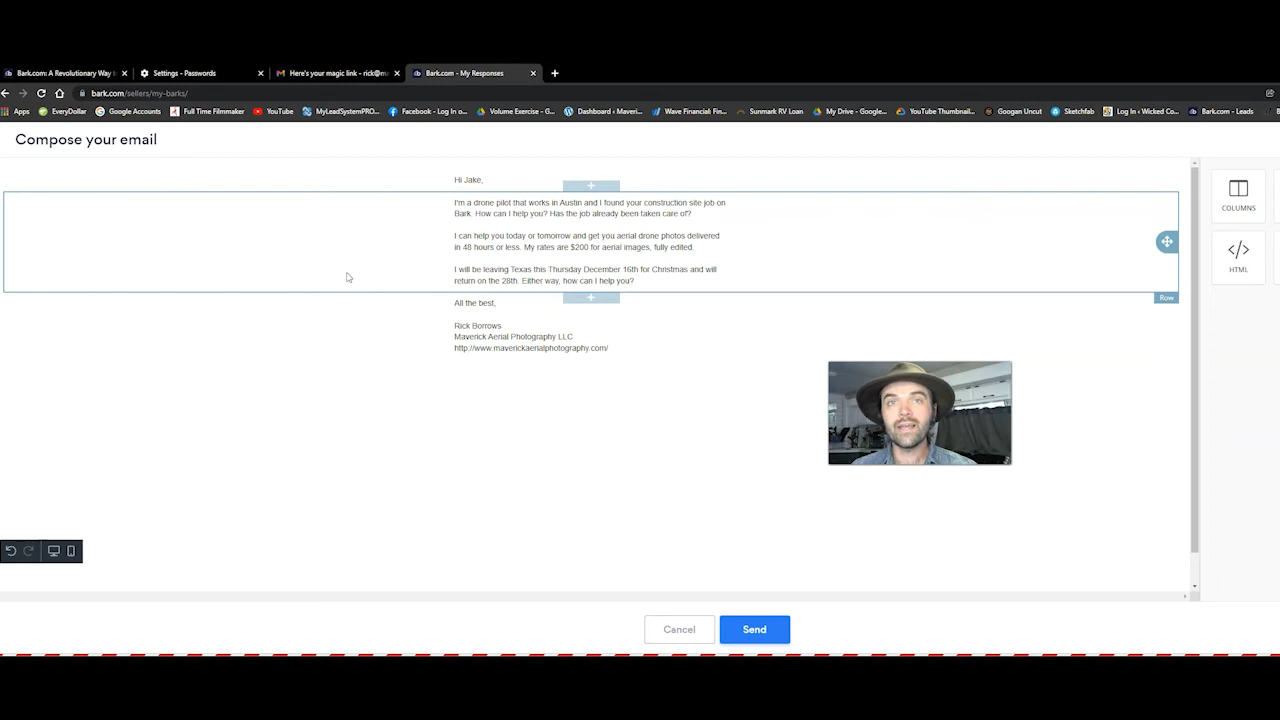 Bark.com: A Revolutionary Way
Settings - Passwords
Here's your magic link - rick@m
Bark.com - My Responses
bark.com/sellers/my-barks/
Apps
EveryDollar
Google Accounts
Full Time Filmmaker
YouTube
MyLeadSystemPRO...
Facebook - Log In o...
Volume Exercise - G...
Dashboard ‹ Maveri...
Wave Financial Fin...
Sunmark RV Loan
My Drive - Google...
YouTube Thumbnail...
Googan Uncut
Sketchfab
Log In ‹ Wicked Co...
Bark.com - Leads
Compose your email
Hi Jake,
I'm a drone pilot that works in Austin and I found your construction site job on
Bark. How can I help you? Has the job already been taken care of?
I can help you today or tomorrow and get you aerial drone photos delivered
in 48 hours or less. My rates are $200 for aerial images, fully edited.
I will be leaving Texas this Thursday December 16th for Christmas and will
return on the 28th. Either way, how can I help you?
All the best,
Rick Borrows
Maverick Aerial Photography LLC
http://www.maverickaerialphotography.com/
Row
COLUMNS
HTML
Cancel
Send